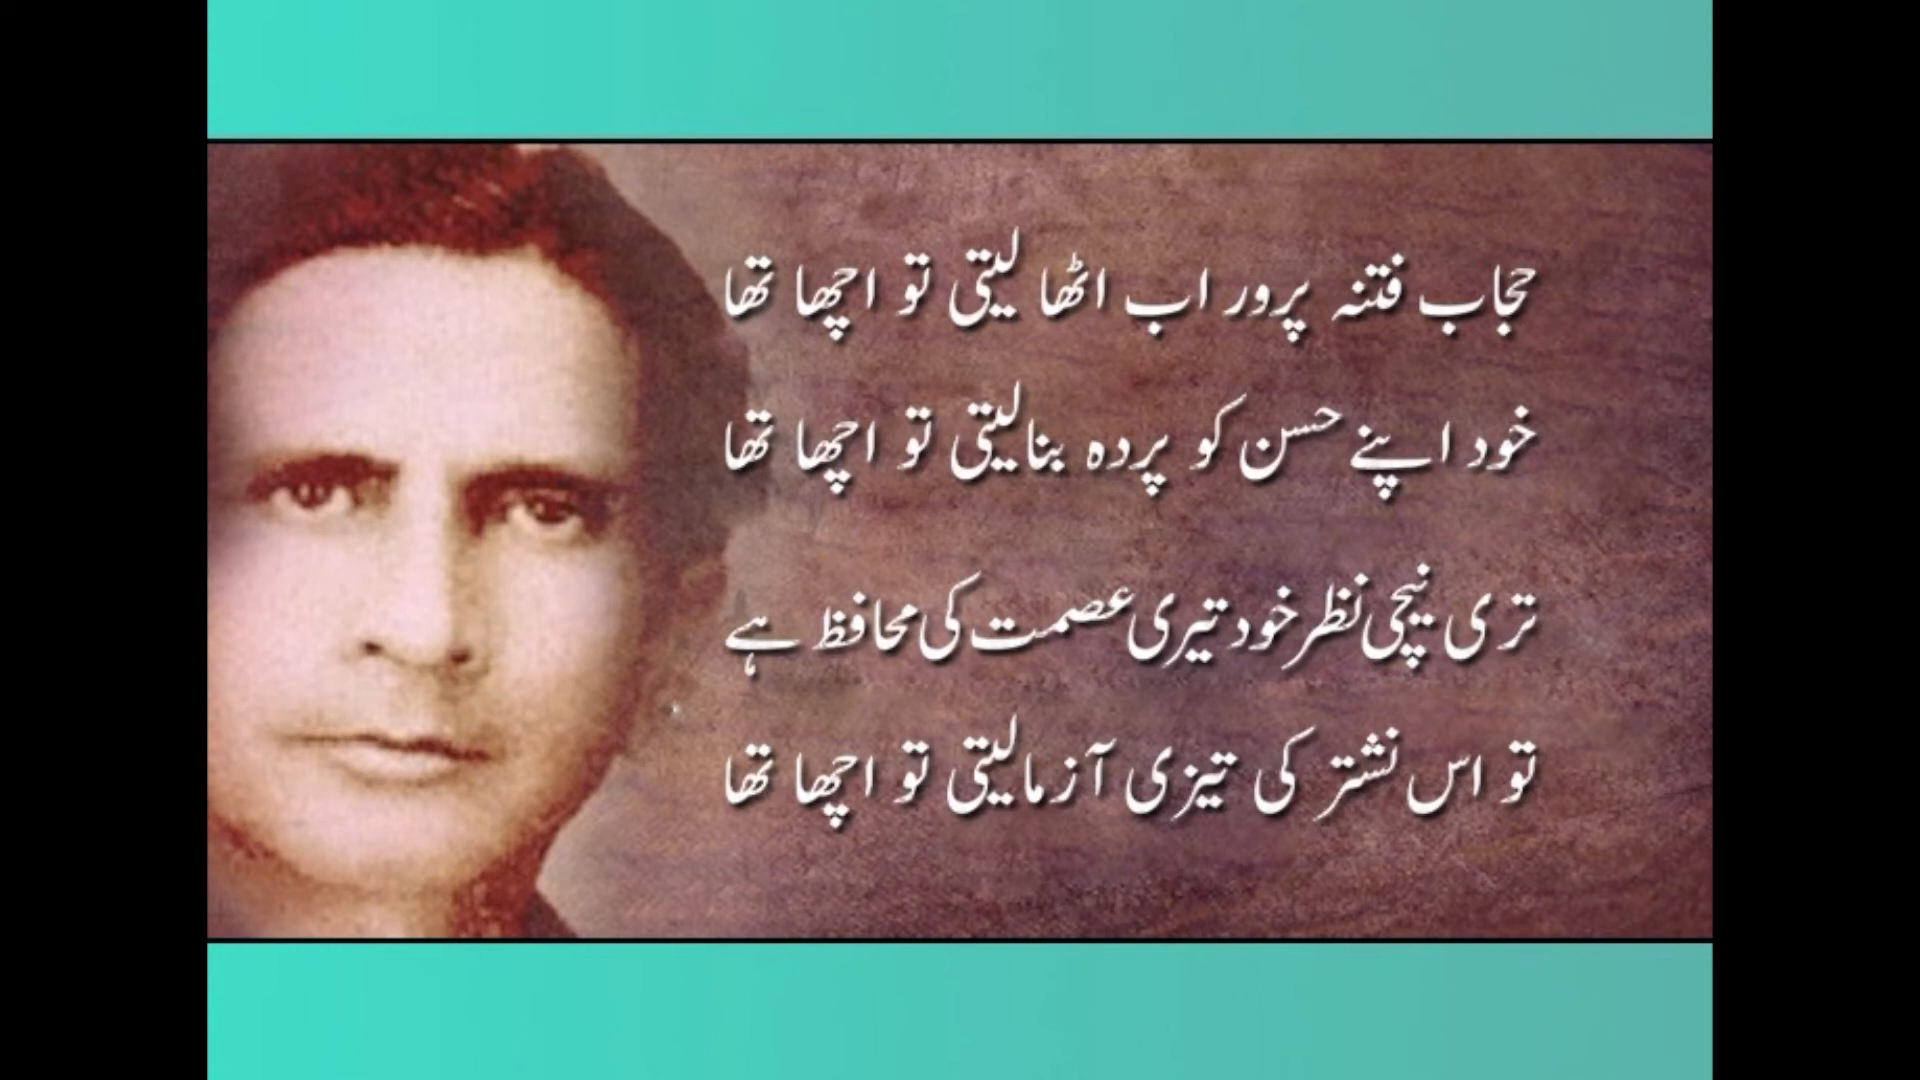 حجاب فتنہ پرور اب اٹھا لیتی تو اچھا تھا
خود اپنے حسن کو پردہ بنا لیتی تو اچھا تھا
تری نیچی نظر خود تیری عصمت کی محافظ ہے
تو اس نشتر کی تیزی آزما لیتی تو اچھا تھا